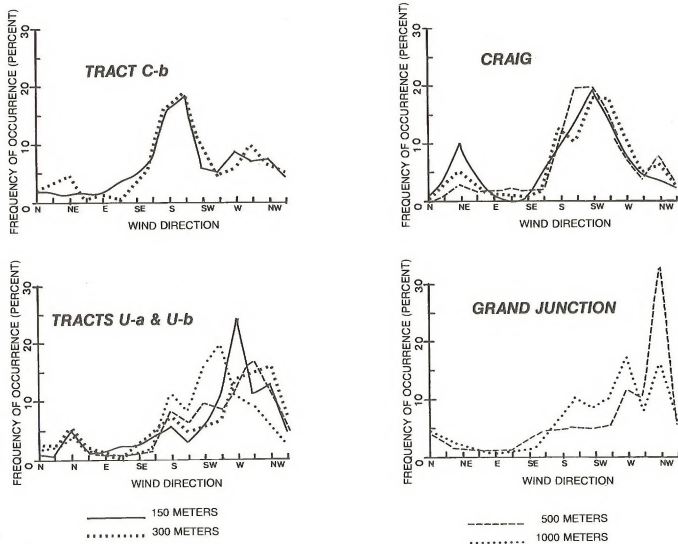 TRACT C-b
FREQUENCY OF OCCURRENCE (PERCENT)
30
20
10
0
N NE E SE S SW W NW
WIND DIRECTION
CRAIG
FREQUENCY OF OCCURRENCE (PERCENT)
30
20
10
0
N NE E SE S SW W NW
WIND DIRECTION
TRACTS U-a & U-b
FREQUENCY OF OCCURRENCE (PERCENT)
30
20
10
0
N N E SE S SW W NW
WIND DIRECTION
GRAND JUNCTION
FREQUENCY OF OCCURRENCE (PERCENT)
30
20
10
0
N NE E SE S SW W NW
WIND DIRECTION
150 METERS
300 METERS
500 METERS
1000 METERS